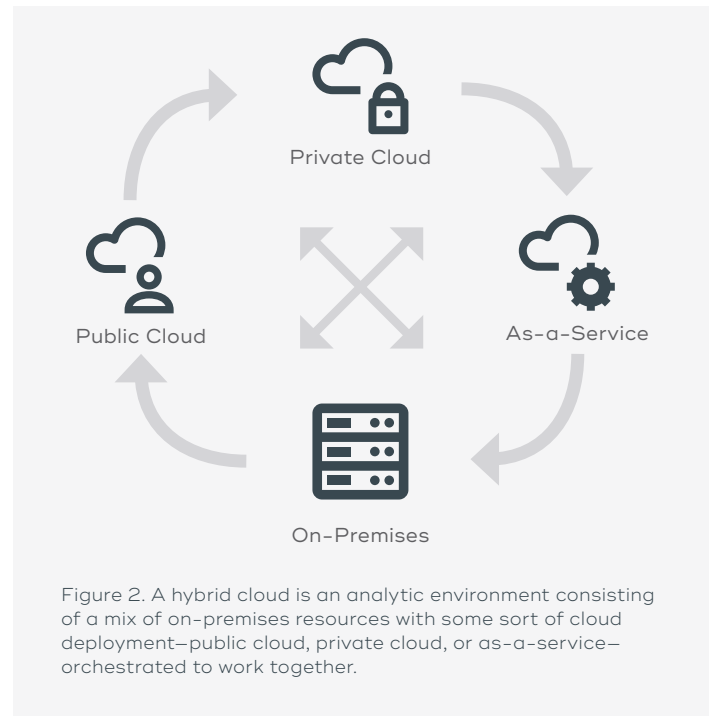 Private Cloud
Public Cloud
As-a-Service
On-Premises
Figure 2. A hybrid cloud is an analytic environment consisting
of a mix of on-premises resources with some sort of cloud
deployment—public cloud, private cloud, or as-a-service—
orchestrated to work together.